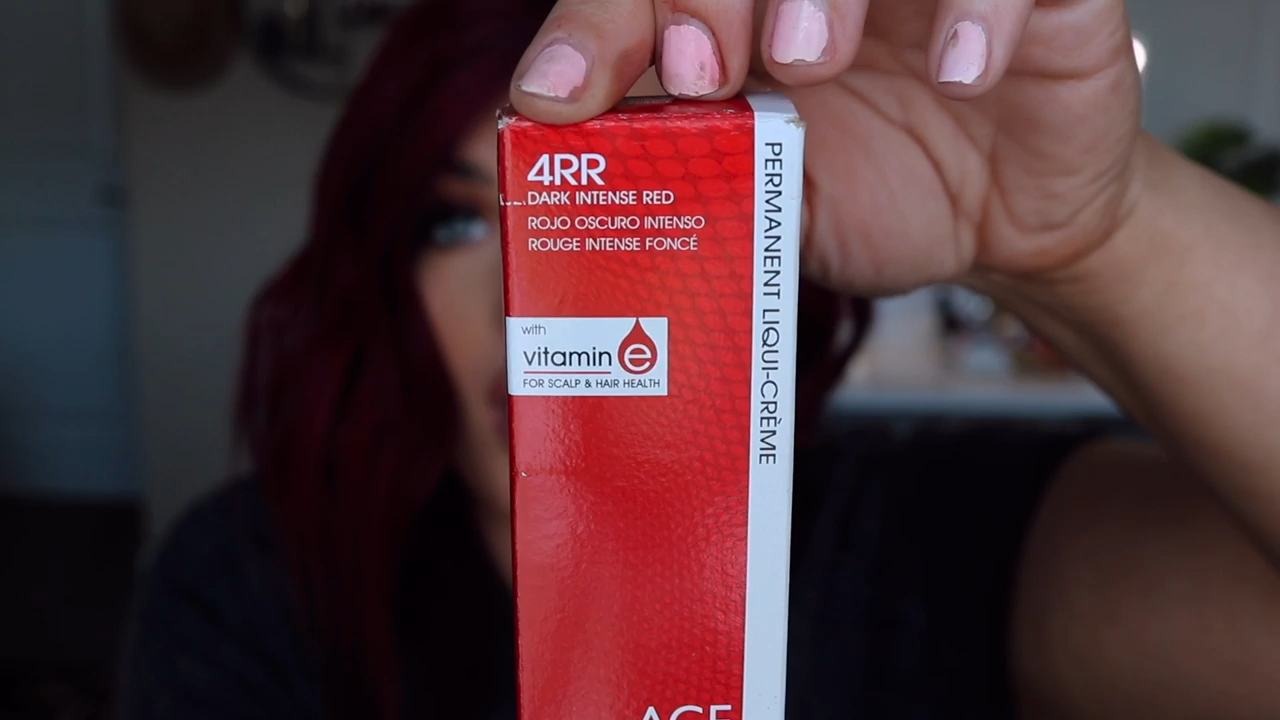 4RR
DARK INTENSE RED
ROJO OSCURO INTENSO
ROUGE INTENSE FONCÉ
with
vitamin e
FOR SCALP & HAIR HEALTH
PERMANENT LIQUI-CRÈME
AGE